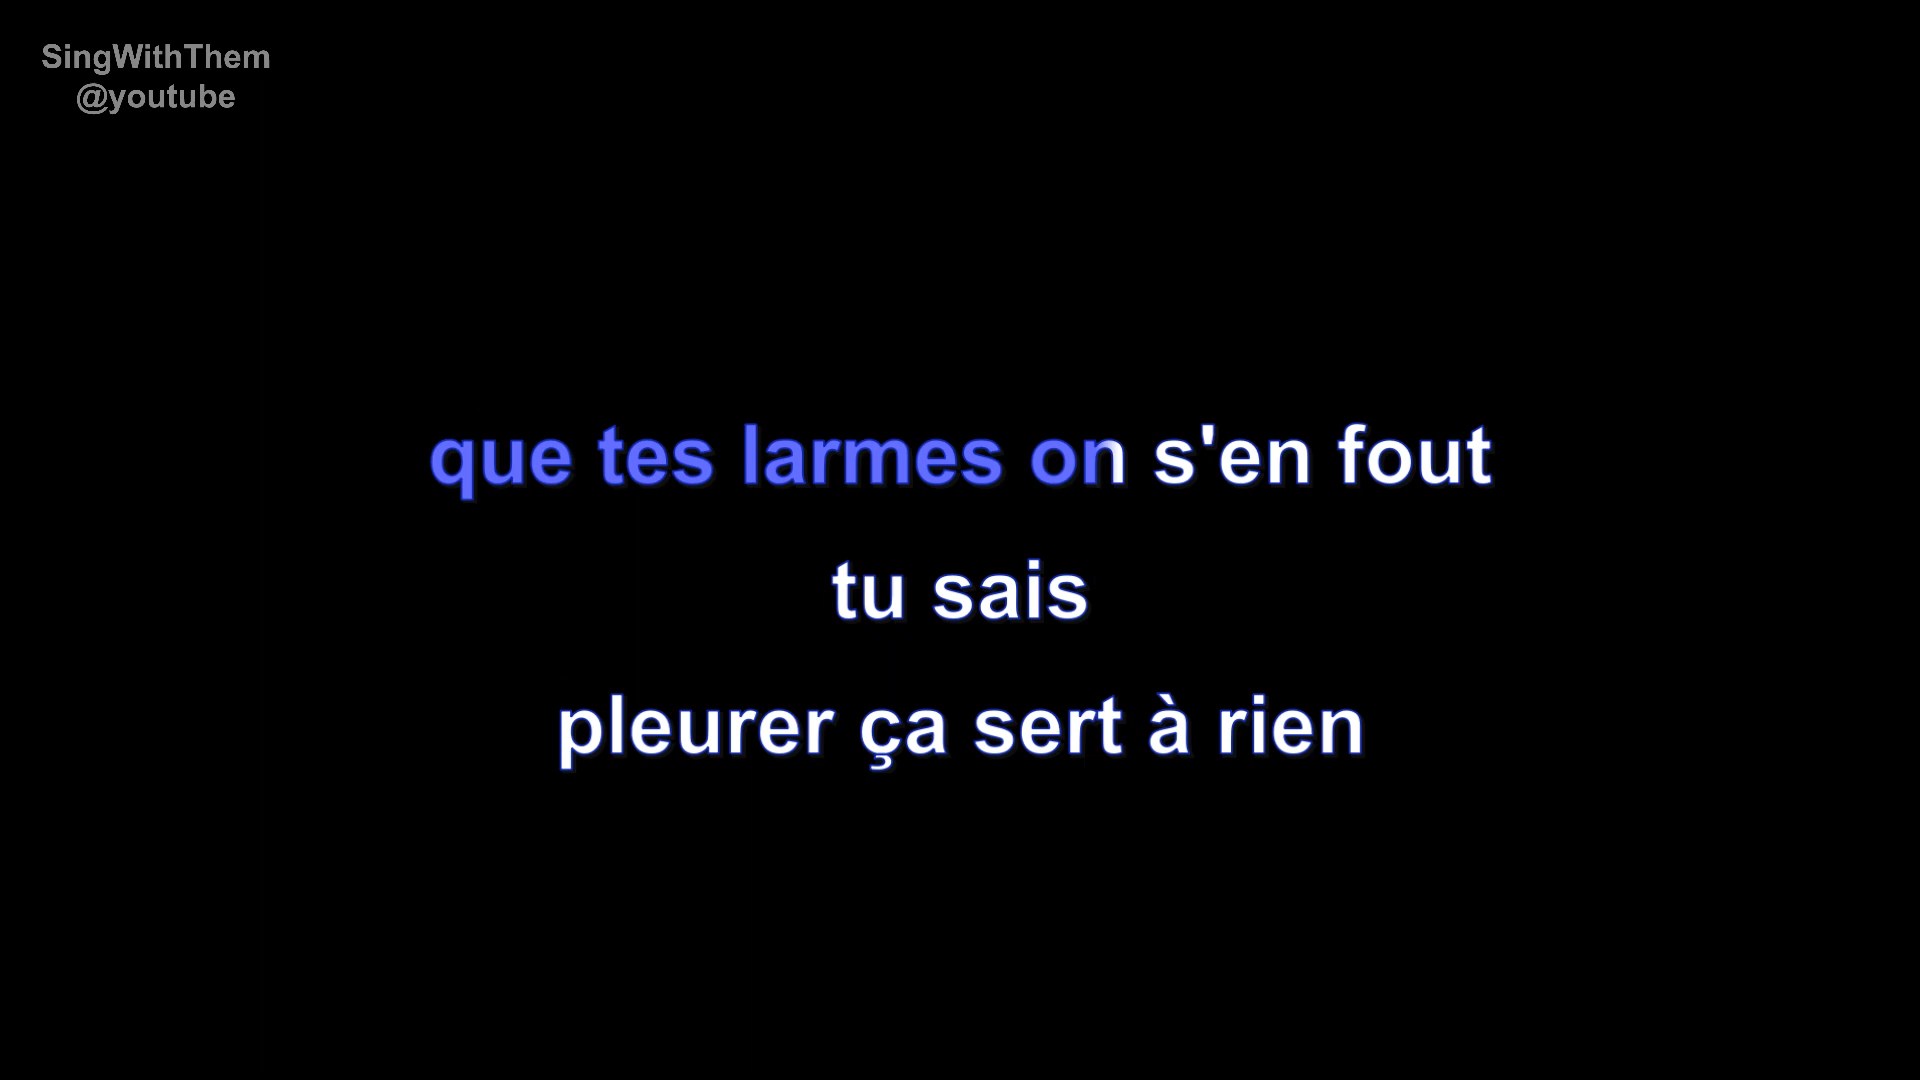 SingWithThem
@youtube
que tes larmes on s'en fout
tu sais
pleurer ça sert à rien